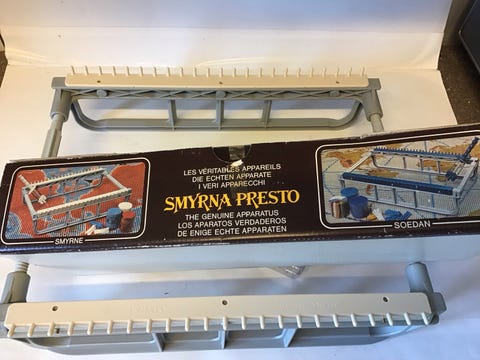 LES VÉRITABLES APPAREILS
DIE ECHTEN APPARATE
I VERI APPARECCHI
SMYRNA PRESTO
THE GENUINE APPARATUS
LOS APARATOS VERDADEROS
DE ENIGE ECHTE APPARATEN
SMYRNE
SOEDAN